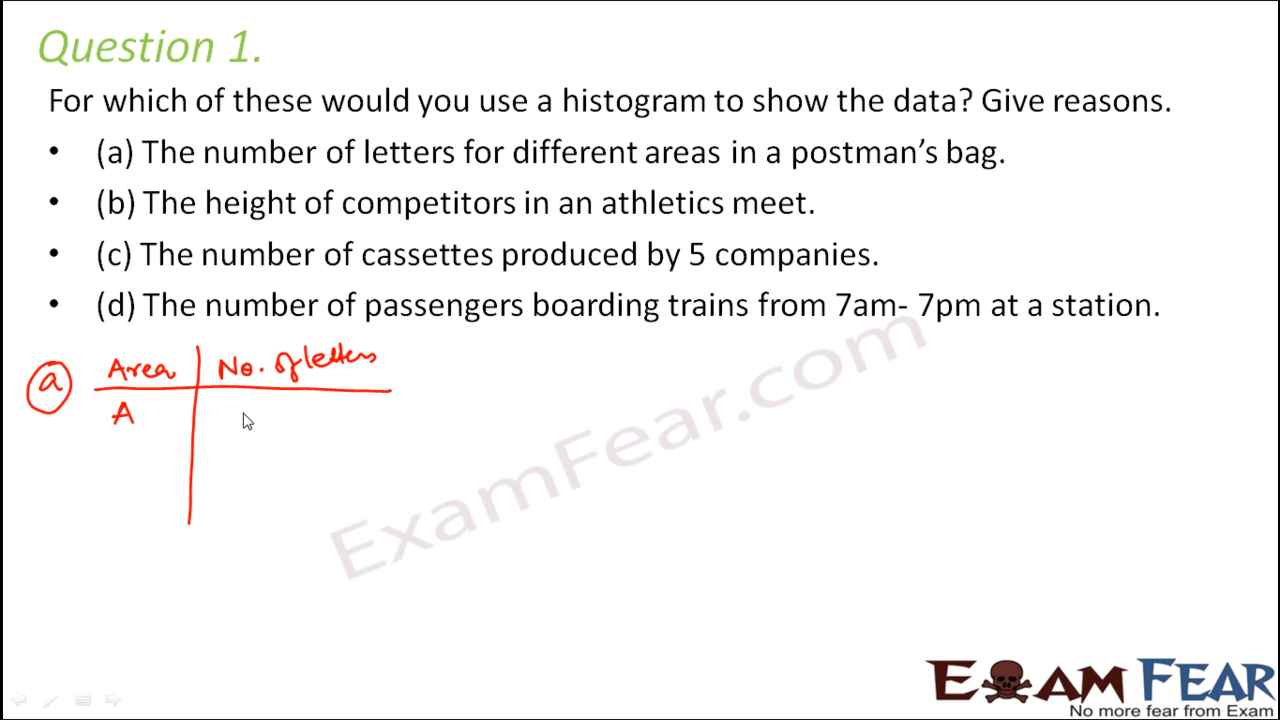 Question 1.
For which of these would you use a histogram to show the data? Give reasons.
• (a) The number of letters for different areas in a postman’s bag.
• (b) The height of competitors in an athletics meet.
• (c) The number of cassettes produced by 5 companies.
• (d) The number of passengers boarding trains from 7am- 7pm at a station.
a Area No. of letters
A
ExamFear.com
EXAM FEAR
No more fear from Exam